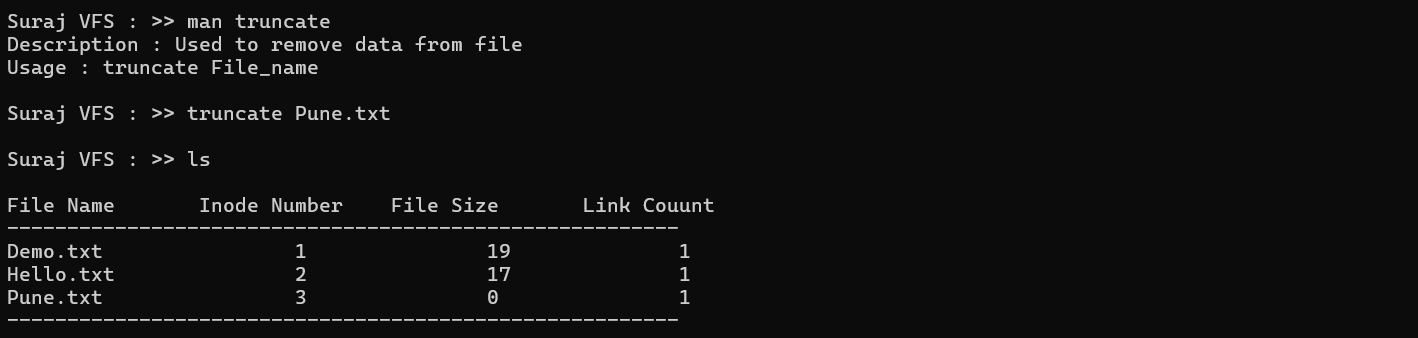 Suraj VFS : >> man truncate
Description : Used to remove data from file
Usage : truncate File_name
Suraj VFS : >> truncate Pune.txt
Suraj VFS : >> ls
File Name       Inode Number    File Size       Link Couunt
--------------------------------------------------------
Demo.txt                1               19              1
Hello.txt               2               17              1
Pune.txt                3               0               1
--------------------------------------------------------